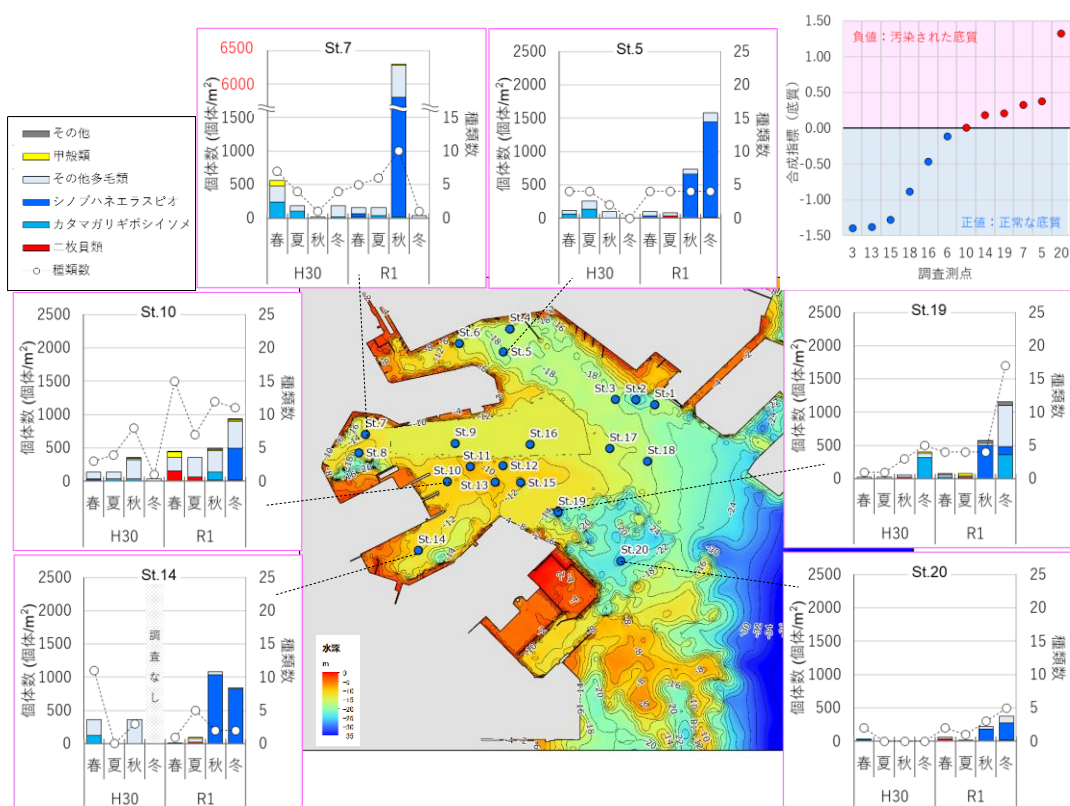 その他
甲殻類
その他多毛類
シノブハネエラスピオ
カタマガリギボシイソメ
二枚貝類
種類数
St.7
6500
6000
1500
1000
500
0
15
10
5
0
個体数 (個体/m²)
種類数
春 夏 秋 冬 春 夏 秋 冬
H30 R1
St.5
2500
2000
1500
1000
500
0
25
20
15
10
5
0
個体数 (個体/m²)
種類数
春 夏 秋 冬 春 夏 秋 冬
H30 R1
1.50
1.00
0.50
0.00
-0.50
-1.00
-1.50
合成指標（底質）
負値：汚染された底質
正値：正常な底質
3 13 15 18 16 6 10 14 19 7 5 20
調査測点
St.10
2500
2000
1500
1000
500
0
25
20
15
10
5
0
個体数 (個体/m²)
種類数
春 夏 秋 冬 春 夏 秋 冬
H30 R1
St.19
2500
2000
1500
1000
500
0
25
20
15
10
5
0
個体数 (個体/m²)
種類数
春 夏 秋 冬 春 夏 秋 冬
H30 R1
St.14
2500
2000
1500
1000
500
0
25
20
15
10
5
0
個体数 (個体/m²)
種類数
調査なし
春 夏 秋 冬 春 夏 秋 冬
H30 R1
St.20
2500
2000
1500
1000
500
0
25
20
15
10
5
0
個体数 (個体/m²)
種類数
春 夏 秋 冬 春 夏 秋 冬
H30 R1
St.4
St.6
St.5
St.3 St.2 St.1
St.7
St.9 St.16
St.8
St.17
St.18
St.11
St.12
St.10
St.13 St.15
St.19
St.14
St.20
水深
m
0
-5
-10
15
20
25
30
35